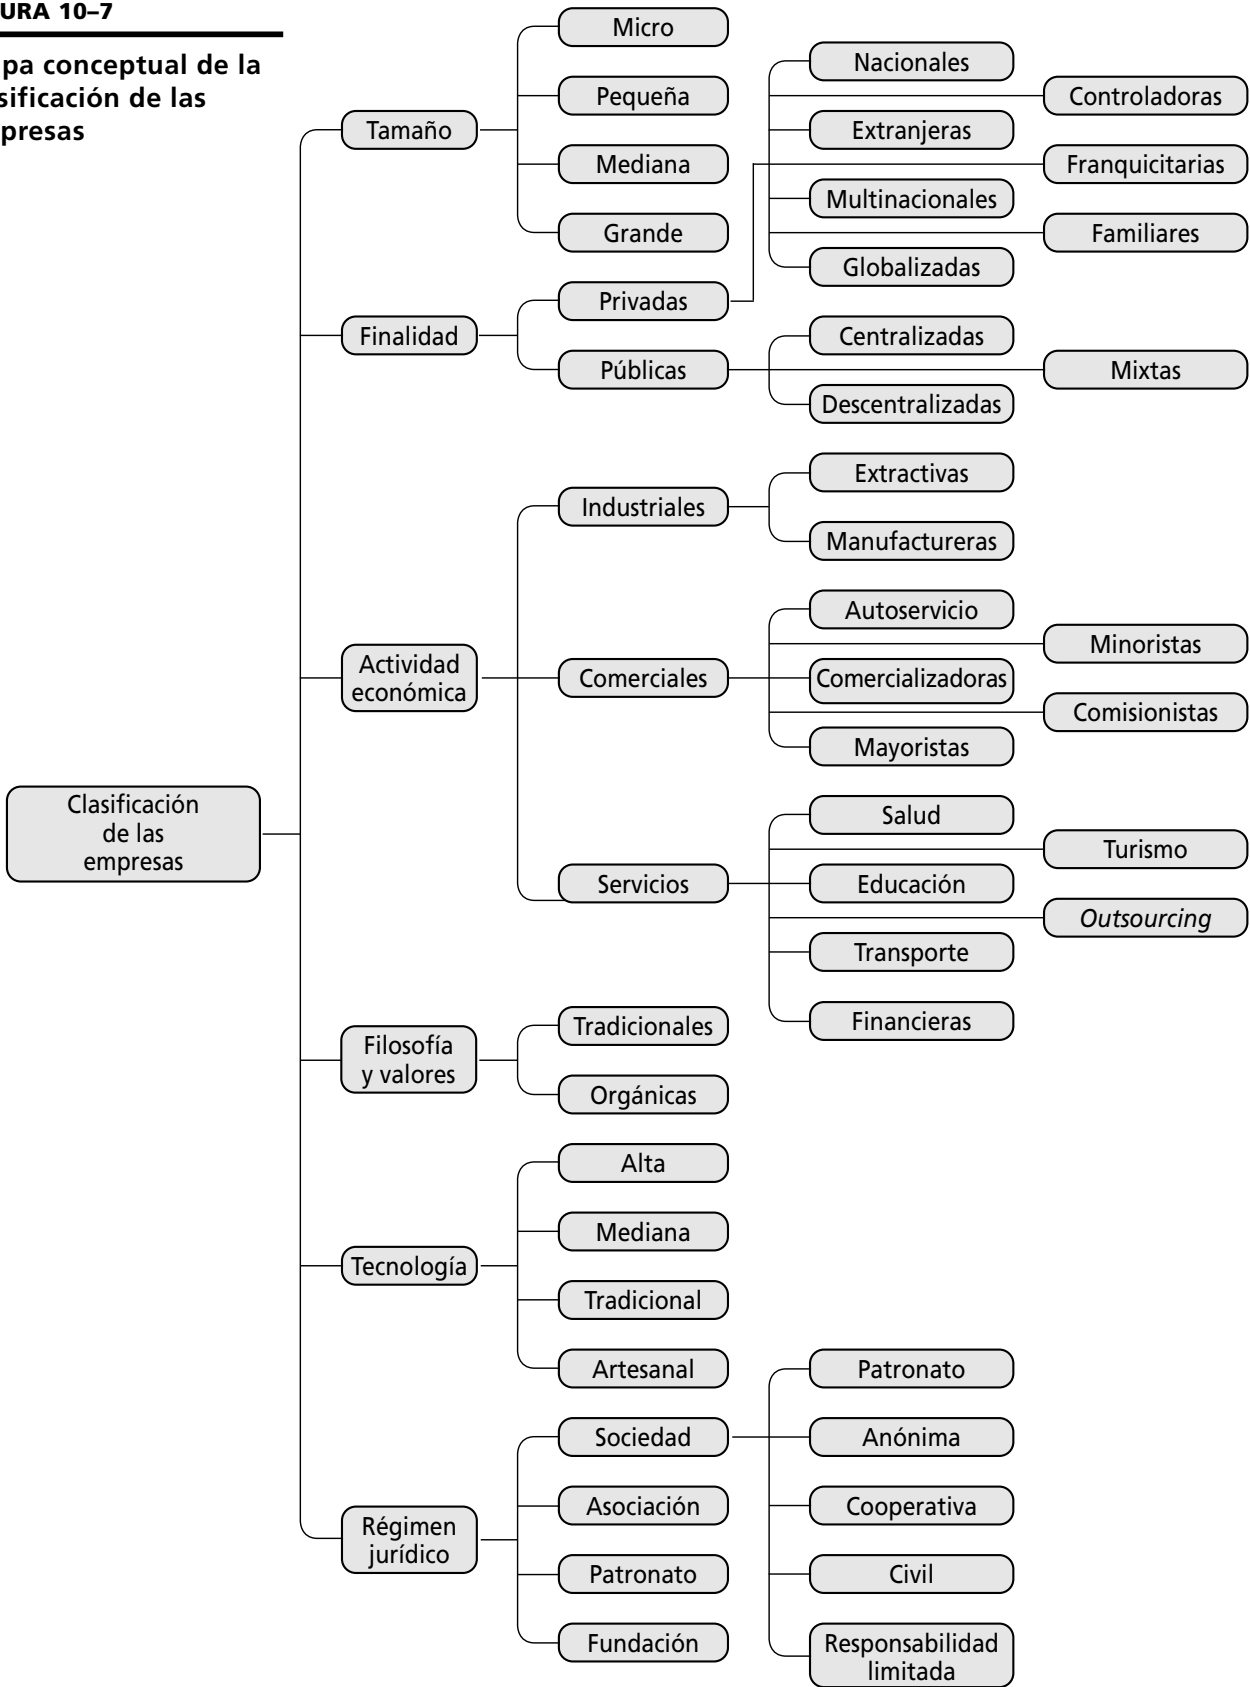 URA 10–7
pa conceptual de la
sificación de las
presas
Clasificación
de las
empresas
Tamaño
Micro
Pequeña
Mediana
Grande
Finalidad
Privadas
Nacionales
Controladoras
Extranjeras
Franquicitarias
Multinacionales
Familiares
Globalizadas
Públicas
Centralizadas
Mixtas
Descentralizadas
Actividad
económica
Industriales
Extractivas
Manufactureras
Comerciales
Autoservicio
Minoristas
Comercializadoras
Comisionistas
Mayoristas
Servicios
Salud
Turismo
Educación
Outsourcing
Transporte
Financieras
Filosofía
y valores
Tradicionales
Orgánicas
Tecnología
Alta
Mediana
Tradicional
Artesanal
Régimen
jurídico
Sociedad
Patronato
Anónima
Cooperativa
Civil
Responsabilidad
limitada
Asociación
Patronato
Fundación